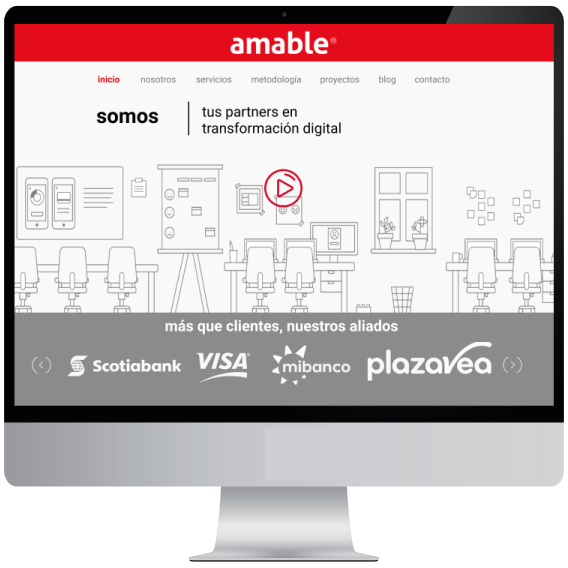 amable®
inicio nosotros servicios metodología proyectos blog contacto
somos
tus partners en
transformación digital
más que clientes, nuestros aliados
Scotiabank VISA mibanco plazavea